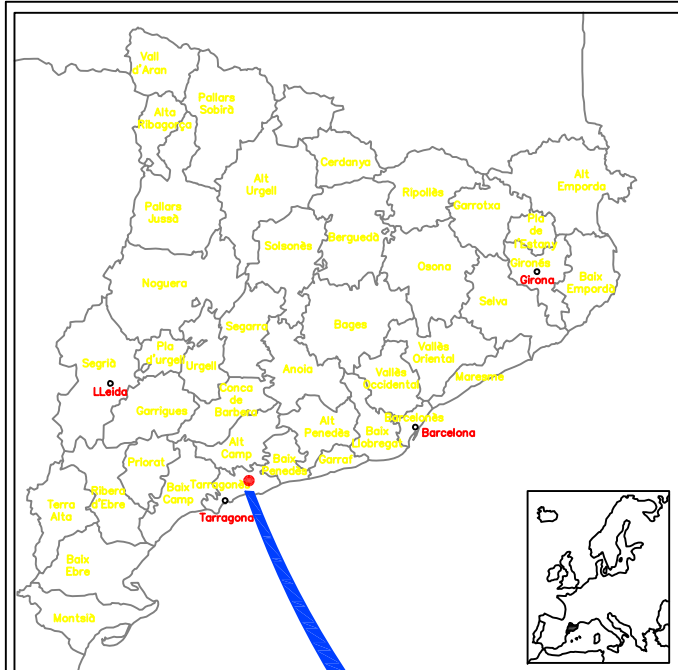 Vall
d'Aran
Pallars
Sobirà
Alta
Ribagorça
Cerdanya
Alt
Urgell
Ripollès
Alt
Emporda
Garrotxa
Pallars
Jussà
Pla
de
l'Estany
Solsonès
Berguedà
Osona
Gironès
Girona
Baix
Empordà
Noguera
Selva
Segarra
Bages
Vallès
Oriental
Segrià
Pla
d'urgell
Urgell
Anoia
Vallès
Occidental
Maresme
LLeida
Conca
de
Barbera
Garrigues
Alt
Penedès
Barcelonès
Barcelona
Baix
Llobregat
Alt
Camp
Garraf
Priorat
Baix
Penedès
Ribera
d'Ebre
Baix
Camp
Tarragonès
Tarragona
Terra
Alta
Baix
Ebre
Montsià